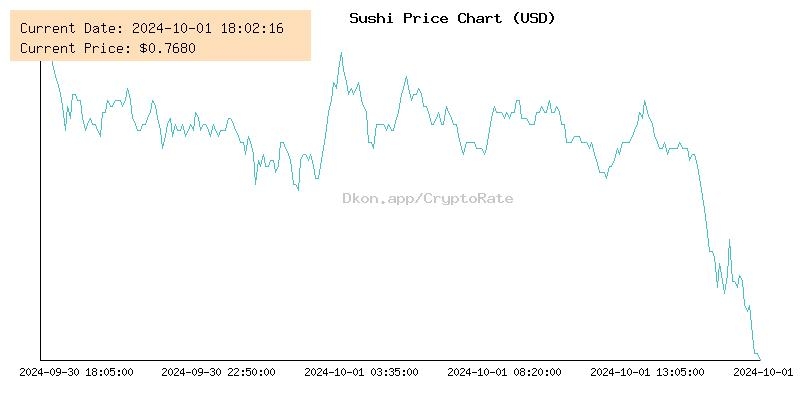 Sushi Price Chart (USD)
Current Date: 2024-10-01 18:02:16
Current Price: $0.7680
Dkon.app/CryptoRate
2024-09-30 18:05:00 2024-09-30 22:50:00 2024-10-01 03:35:00 2024-10-01 08:20:00 2024-10-01 13:05:00 2024-10-01